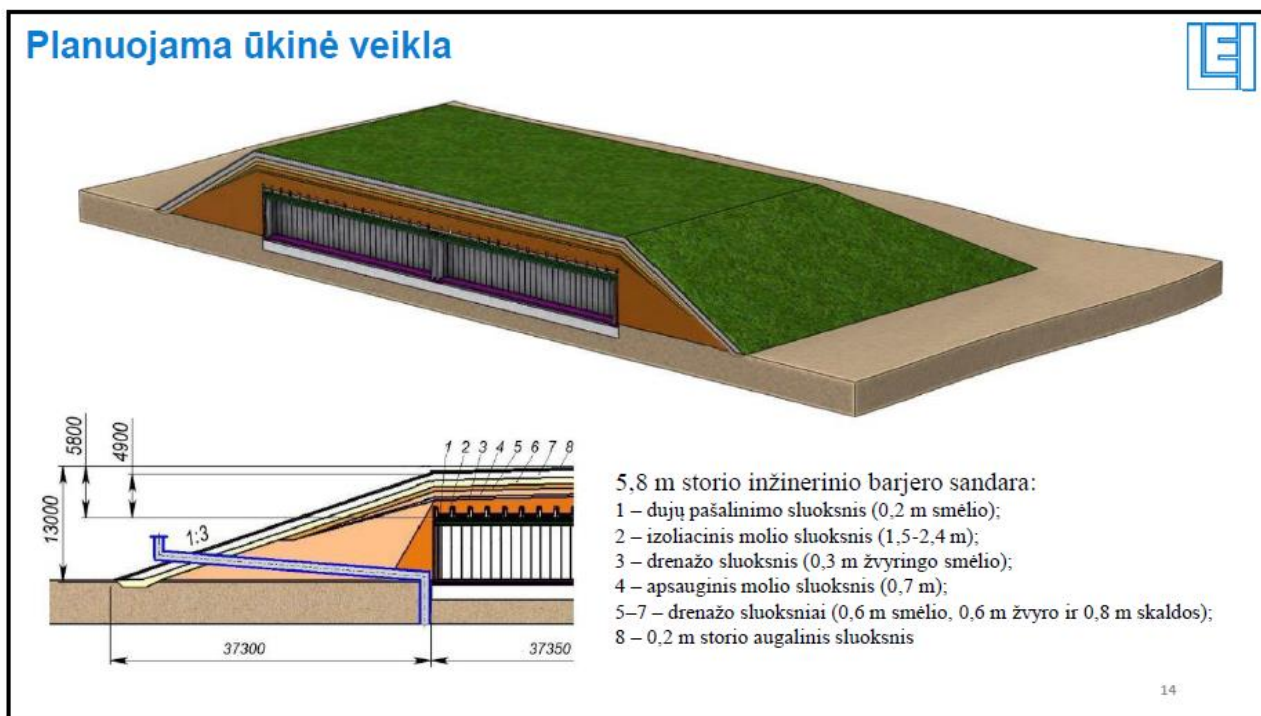 Planuojama ūkinė veikla
LEI
5800
4900
13000
1:3
1 2 3 4 5 6 7 8
37300
37350
5,8 m storio inžinerinio barjero sandara:
1 – dujų pašalinimo sluoksnis (0,2 m smėlio);
2 – izoliacinis molio sluoksnis (1,5-2,4 m);
3 – drenažo sluoksnis (0,3 m žvyringo smėlio);
4 – apsauginis molio sluoksnis (0,7 m);
5–7 – drenažo sluoksniai (0,6 m smėlio, 0,6 m žvyro ir 0,8 m skaldos);
8 – 0,2 m storio augalinis sluoksnis
14